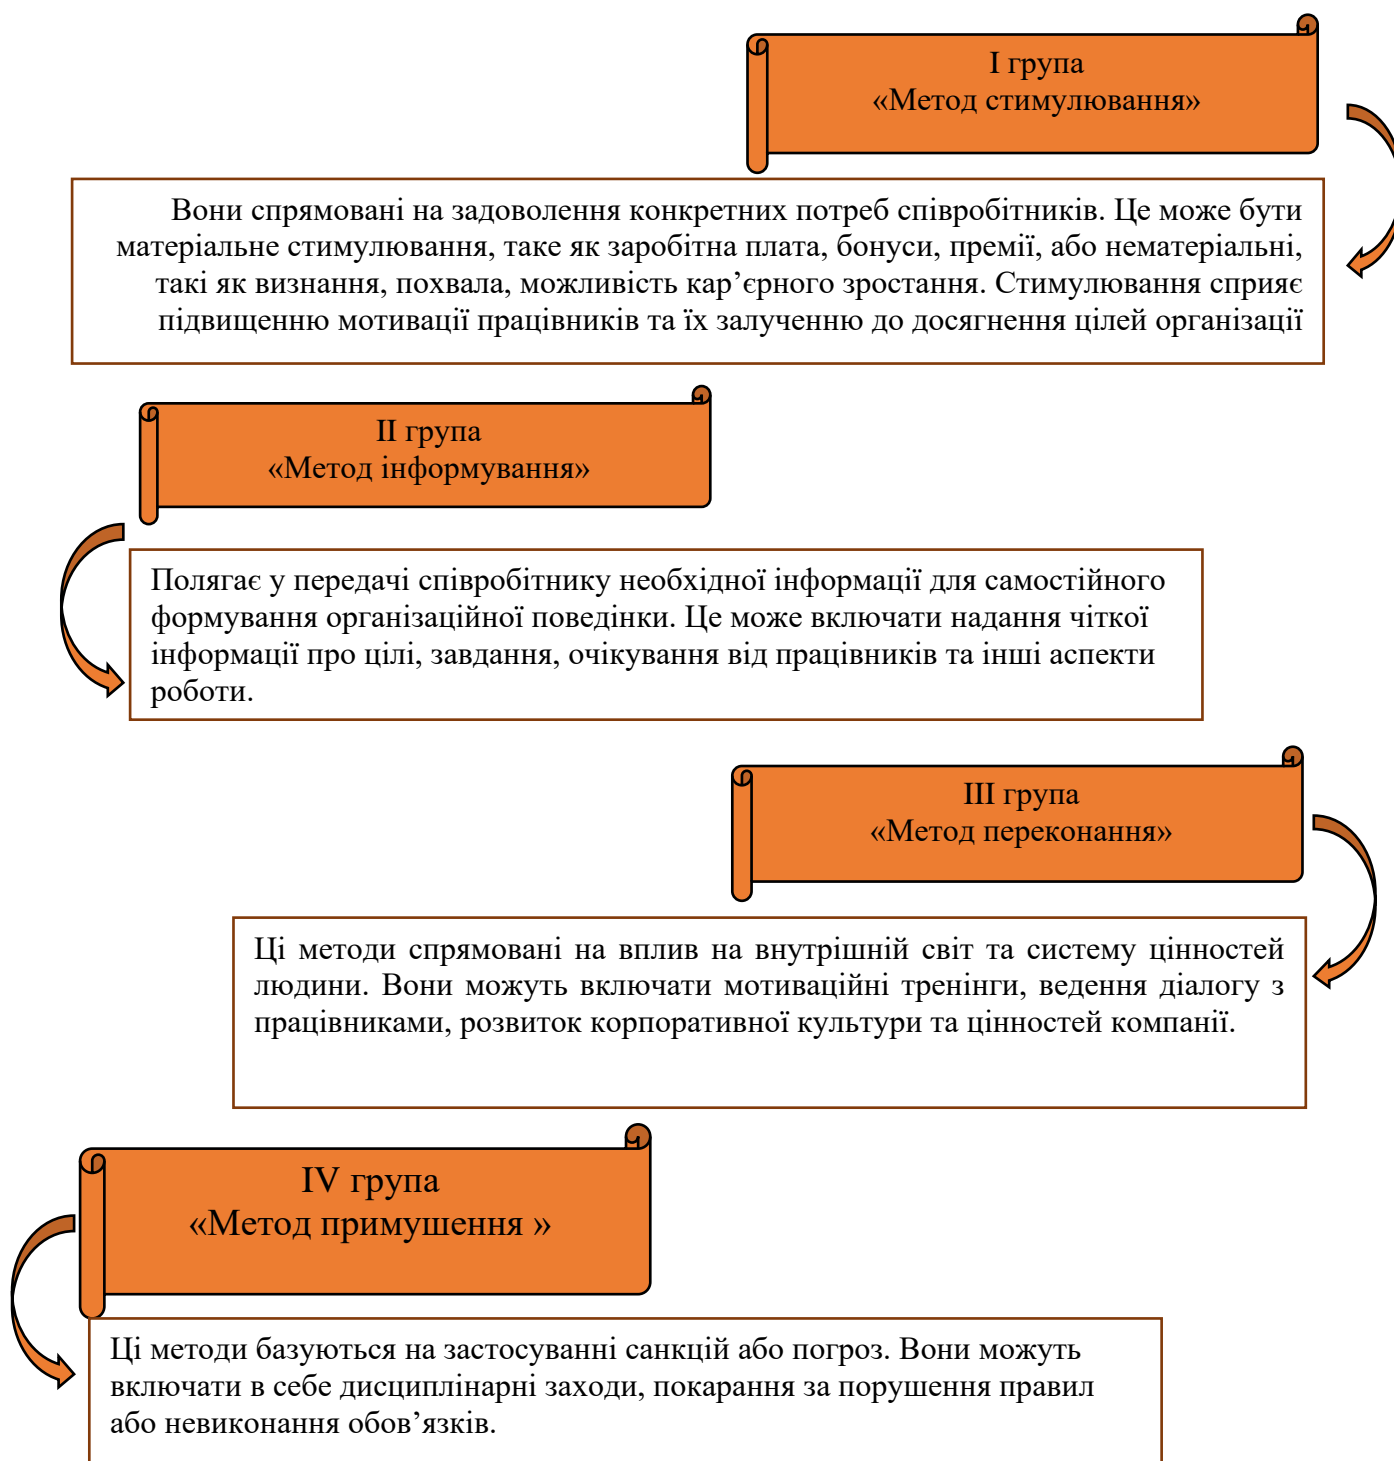 І група
«Метод стимулювання»
Вони спрямовані на задоволення конкретних потреб співробітників. Це може бути
матеріальне стимулювання, таке як заробітна плата, бонуси, премії, або нематеріальні,
такі як визнання, похвала, можливість кар’єрного зростання. Стимулювання сприяє
підвищенню мотивації працівників та їх залученню до досягнення цілей організації
ІІ група
«Метод інформування»
Полягає у передачі співробітнику необхідної інформації для самостійного
формування організаційної поведінки. Це може включати надання чіткої
інформації про цілі, завдання, очікування від працівників та інші аспекти
роботи.
ІІІ група
«Метод переконання»
Ці методи спрямовані на вплив на внутрішній світ та систему цінностей
людини. Вони можуть включати мотиваційні тренінги, ведення діалогу з
працівниками, розвиток корпоративної культури та цінностей компанії.
IV група
«Метод примушення »
Ці методи базуються на застосуванні санкцій або погроз. Вони можуть
включати в себе дисциплінарні заходи, покарання за порушення правил
або невиконання обов’язків.